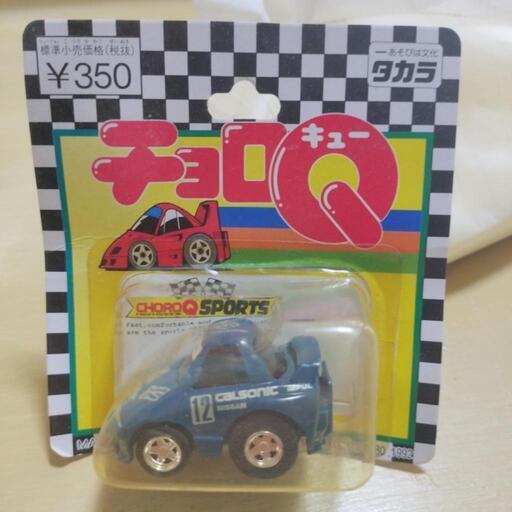 標準小売価格(税抜)
¥350
あそびは文化
タカラ
チョロQ
キュー
CHORO Q SPORTS
12
calsonic
NISSAN
1993